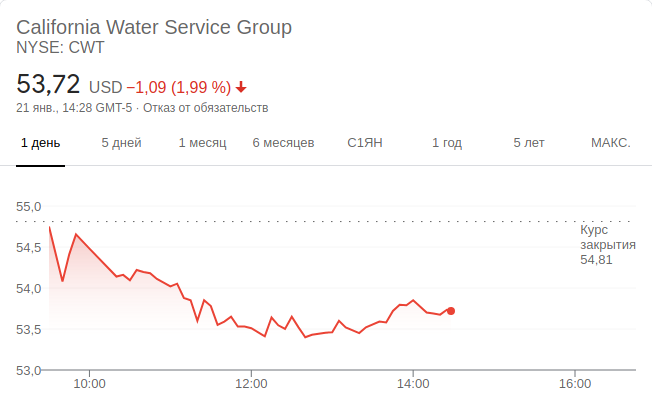 California Water Service Group
NYSE: CWT
53,72 USD −1,09 (1,99 %)
21 янв., 14:28 GMT-5 · Отказ от обязательств
1 день 5 дней 1 месяц 6 месяцев С1ЯН 1 год 5 лет МАКС.
55,0
Курс
54,5 закрытия
54,81
54,0
53,5
53,0
10:00 12:00 14:00 16:00